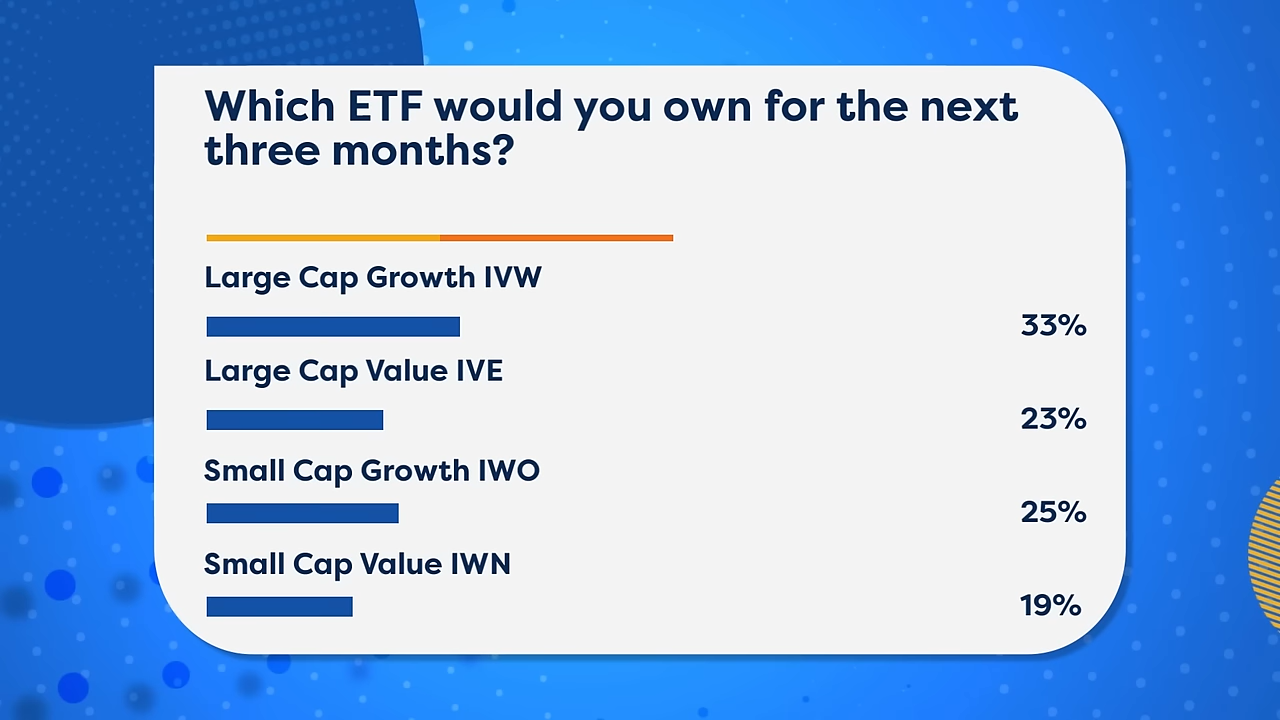 Which ETF would you own for the next
three months?
Large Cap Growth IVW
33%
Large Cap Value IVE
23%
Small Cap Growth IWO
25%
Small Cap Value IWN
19%